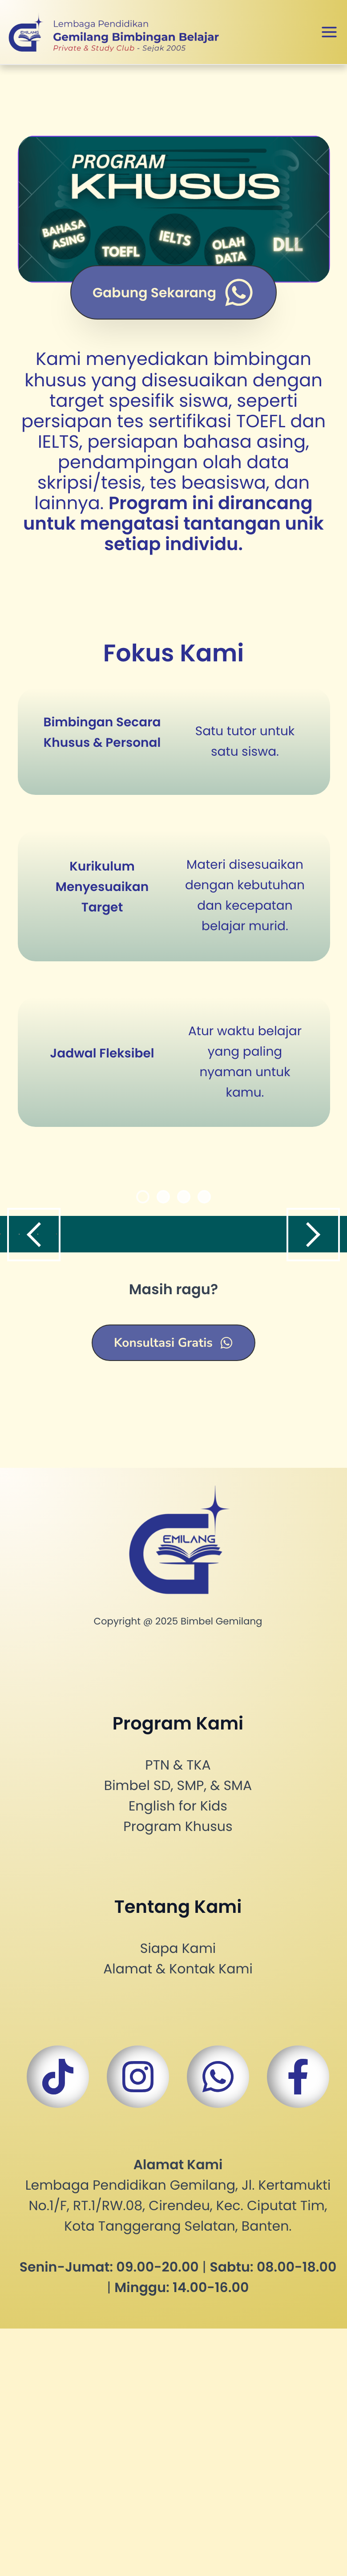 Lembaga Pendidikan
Gemilang Bimbingan Belajar
Private & Study Club - Sejak 2005
EMILANG
PROGRAM
KHUSUS
BAHASA
ASING
TOEFL
IELTS
OLAH
DATA
DLL
Gabung Sekarang
Kami menyediakan bimbingan
khusus yang disesuaikan dengan
target spesifik siswa, seperti
persiapan tes sertifikasi TOEFL dan
IELTS, persiapan bahasa asing,
pendampingan olah data
skripsi/tesis, tes beasiswa, dan
lainnya. Program ini dirancang
untuk mengatasi tantangan unik
setiap individu.
Fokus Kami
Bimbingan Secara
Khusus & Personal
Satu tutor untuk
satu siswa.
Kurikulum
Menyesuaikan
Target
Materi disesuaikan
dengan kebutuhan
dan kecepatan
belajar murid.
Jadwal Fleksibel
Atur waktu belajar
yang paling
nyaman untuk
kamu.
Masih ragu?
Konsultasi Gratis
EMILANG
Copyright @ 2025 Bimbel Gemilang
Program Kami
PTN & TKA
Bimbel SD, SMP, & SMA
English for Kids
Program Khusus
Tentang Kami
Siapa Kami
Alamat & Kontak Kami
Alamat Kami
Lembaga Pendidikan Gemilang, Jl. Kertamukti
No.1/F, RT.1/RW.08, Cirendeu, Kec. Ciputat Tim,
Kota Tanggerang Selatan, Banten.
Senin-Jumat: 09.00-20.00 | Sabtu: 08.00-18.00
| Minggu: 14.00-16.00